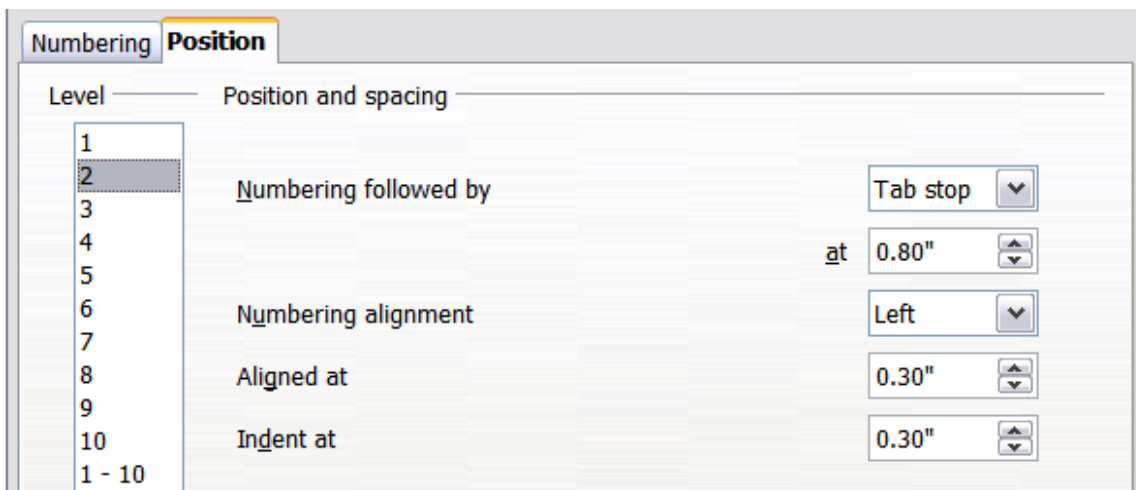 Numbering Position
Level Position and spacing
1
2
Numbering followed by Tab stop
3
4
at 0.80"
5
6
Numbering alignment Left
7
8
Aligned at 0.30"
9
10
Indent at 0.30"
1 - 10